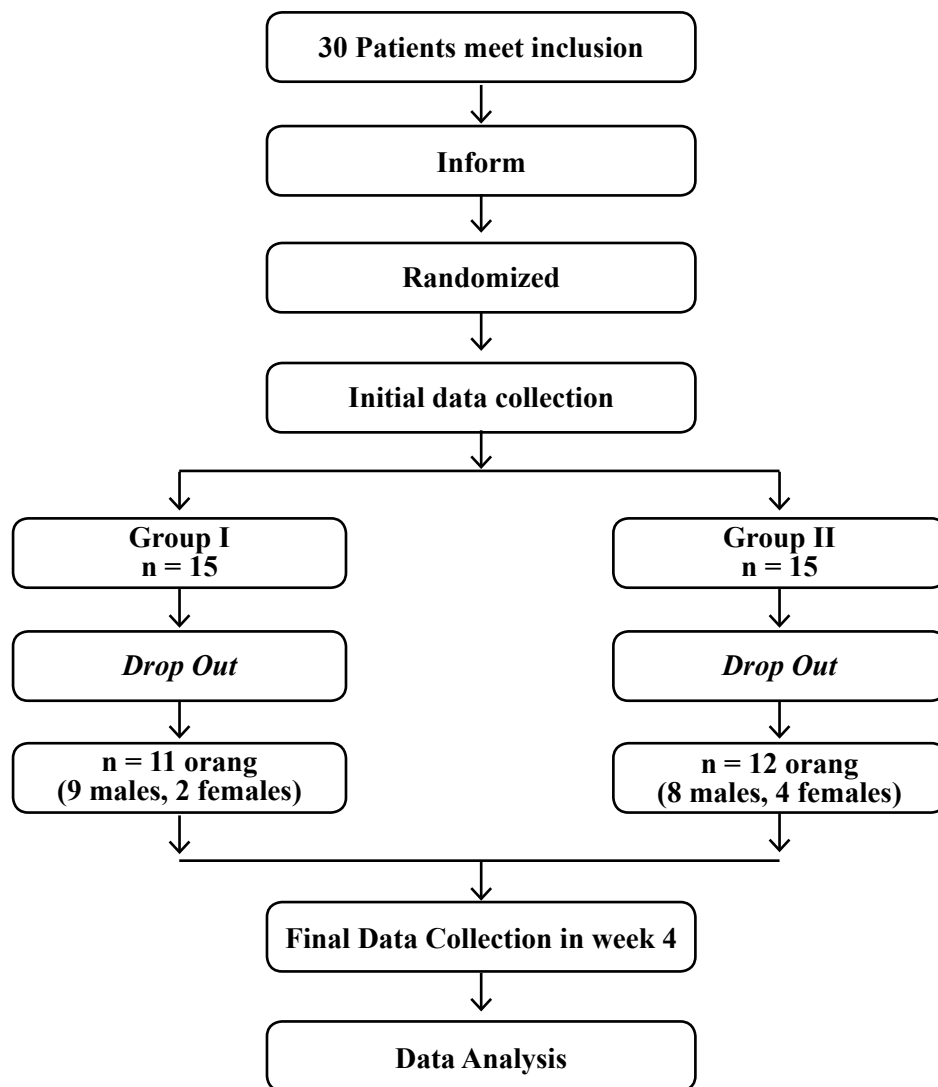 30 Patients meet inclusion
Inform
Randomized
Initial data collection
Group I
n = 15
Group II
n = 15
Drop Out
Drop Out
n = 11 orang
(9 males, 2 females)
n = 12 orang
(8 males, 4 females)
Final Data Collection in week 4
Data Analysis